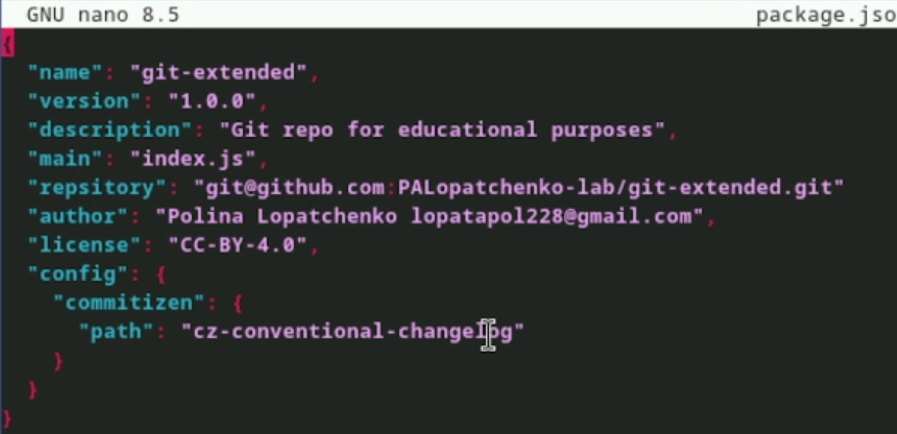 GNU nano 8.5 package.jso
{
"name": "git-extended",
"version": "1.0.0",
"description": "Git repo for educational purposes",
"main": "index.js",
"repsitory": "git@github.com:PALopatchenko-lab/git-extended.git"
"author": "Polina Lopatchenko lopatapol228@gmail.com",
"license": "CC-BY-4.0",
"config": {
"commitizen": {
"path": "cz-conventional-changelog"
}
}
}